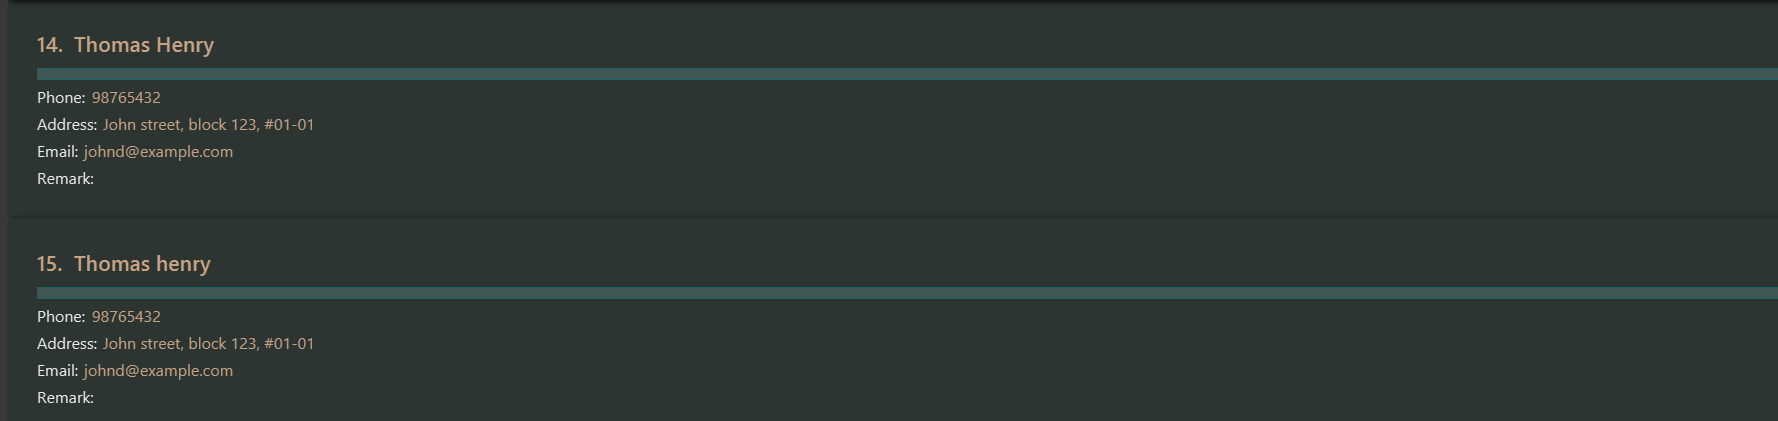 14. Thomas Henry
Phone: 98765432
Address: John street, block 123, #01-01
Email: johnd@example.com
Remark:
15. Thomas henry
Phone: 98765432
Address: John street, block 123, #01-01
Email: johnd@example.com
Remark: